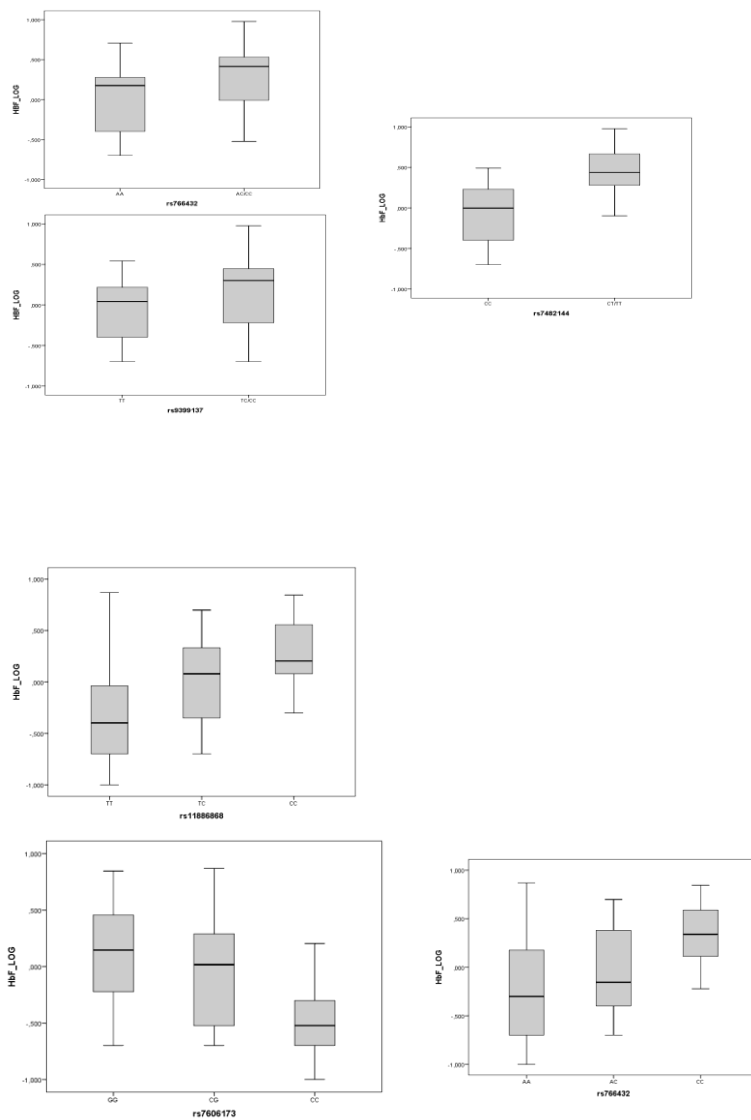 HBF_LOG
1,000
,500
,000
-,500
-1,000
AA
AC/CC
rs766432
HbF_LOG
1,000
,500
,000
-,500
-1,000
CC
CT/TT
rs7482144
HBF_LOG
1,000
,500
,000
-,500
-1,000
TT
TC/CC
rs9399137
HbF_LOG
1,000
,500
,000
-,500
-1,000
TT
TC
CC
rs11886868
HbF_LOG
1,000
,500
,000
-,500
-1,000
GG
CG
CC
rs7606173
HbF_LOG
1,000
,500
,000
-,500
-1,000
AA
AC
CC
rs766432